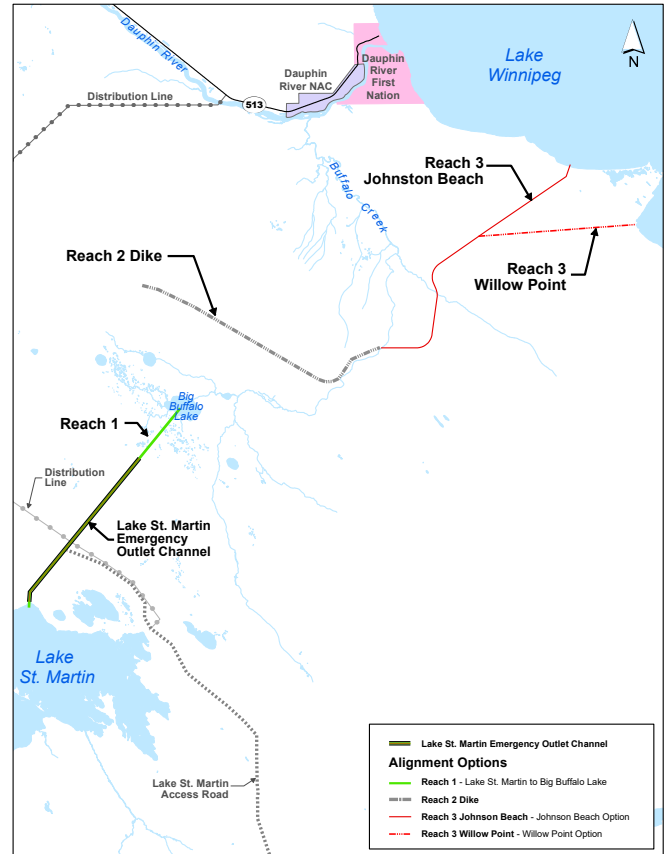 Dauphin River
Lake
Winnipeg
N
Dauphin
River NAC
Dauphin
River
First
Nation
Distribution Line
513
Buffalo Creek
Reach 3
Johnston Beach
Reach 2 Dike
Reach 3
Willow Point
Big
Buffalo
Lake
Reach 1
Distribution
Line
Lake St. Martin
Emergency
Outlet Channel
Lake
St. Martin
Lake St. Martin
Access Road
Lake St. Martin Emergency Outlet Channel
Alignment Options
Reach 1 - Lake St. Martin to Big Buffalo Lake
Reach 2 Dike
Reach 3 Johnson Beach - Johnson Beach Option
Reach 3 Willow Point - Willow Point Option